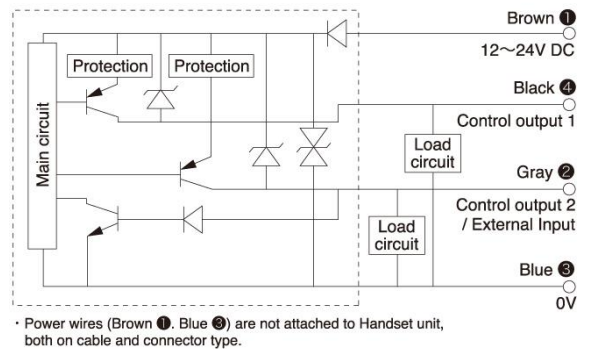 Brown ❶
12～24V DC
Protection
Protection
Black ❹
Control output 1
Main circuit
Load
circuit
Gray ❷
Control output 2
/ External Input
Load
circuit
Blue ❸
0V
· Power wires (Brown ❶. Blue ❸) are not attached to Handset unit,
both on cable and connector type.